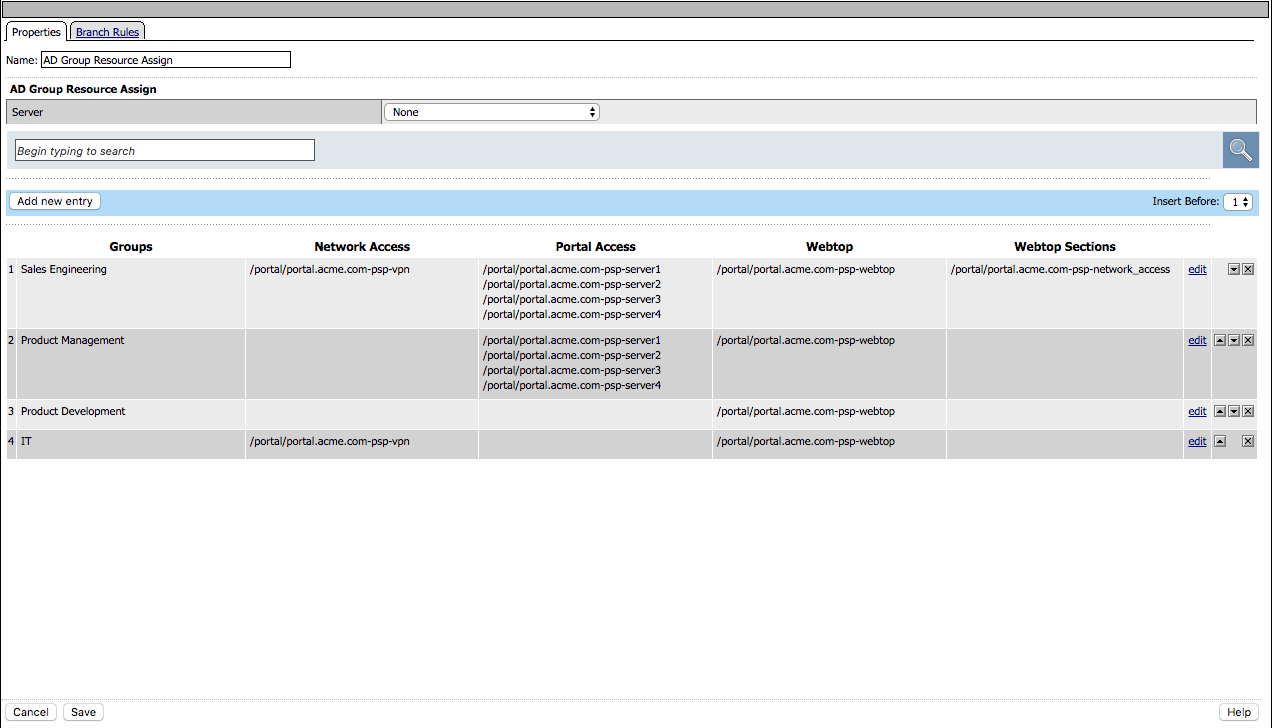 Properties Branch Rules
Name: AD Group Resource Assign
AD Group Resource Assign
Server None
Begin typing to search
Add new entry Insert Before: 1
Groups Network Access Portal Access Webtop Webtop Sections
1 Sales Engineering /portal/portal.acme.com-psp-vpn /portal/portal.acme.com-psp-server1 /portal/portal.acme.com-psp-webtop /portal/portal.acme.com-psp-network_access edit
/portal/portal.acme.com-psp-server2
/portal/portal.acme.com-psp-server3
/portal/portal.acme.com-psp-server4
2 Product Management /portal/portal.acme.com-psp-server1 /portal/portal.acme.com-psp-webtop edit
/portal/portal.acme.com-psp-server2
/portal/portal.acme.com-psp-server3
/portal/portal.acme.com-psp-server4
3 Product Development /portal/portal.acme.com-psp-webtop edit
4 IT /portal/portal.acme.com-psp-vpn /portal/portal.acme.com-psp-webtop edit
Cancel Save Help